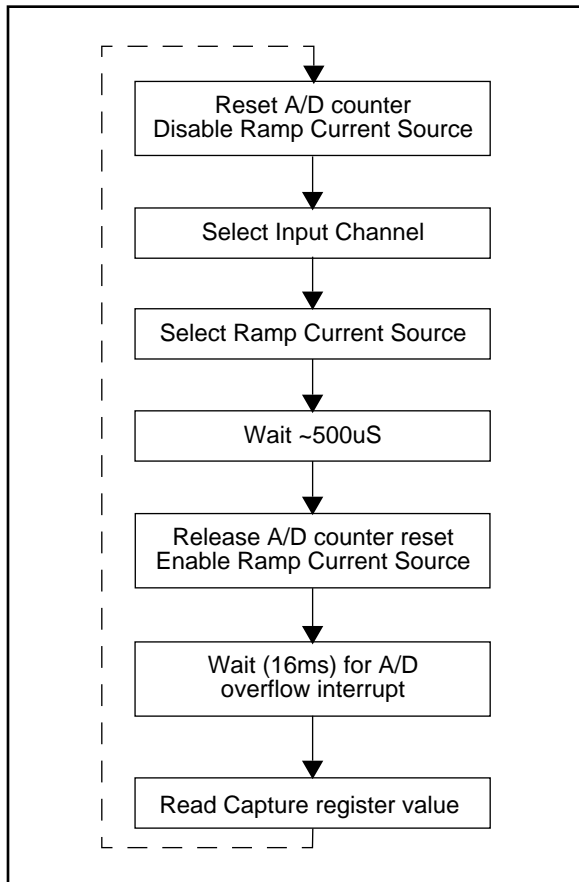 Reset A/D counter
Disable Ramp Current Source
Select Input Channel
Select Ramp Current Source
Wait ~500uS
Release A/D counter reset
Enable Ramp Current Source
Wait (16ms) for A/D
overflow interrupt
Read Capture register value